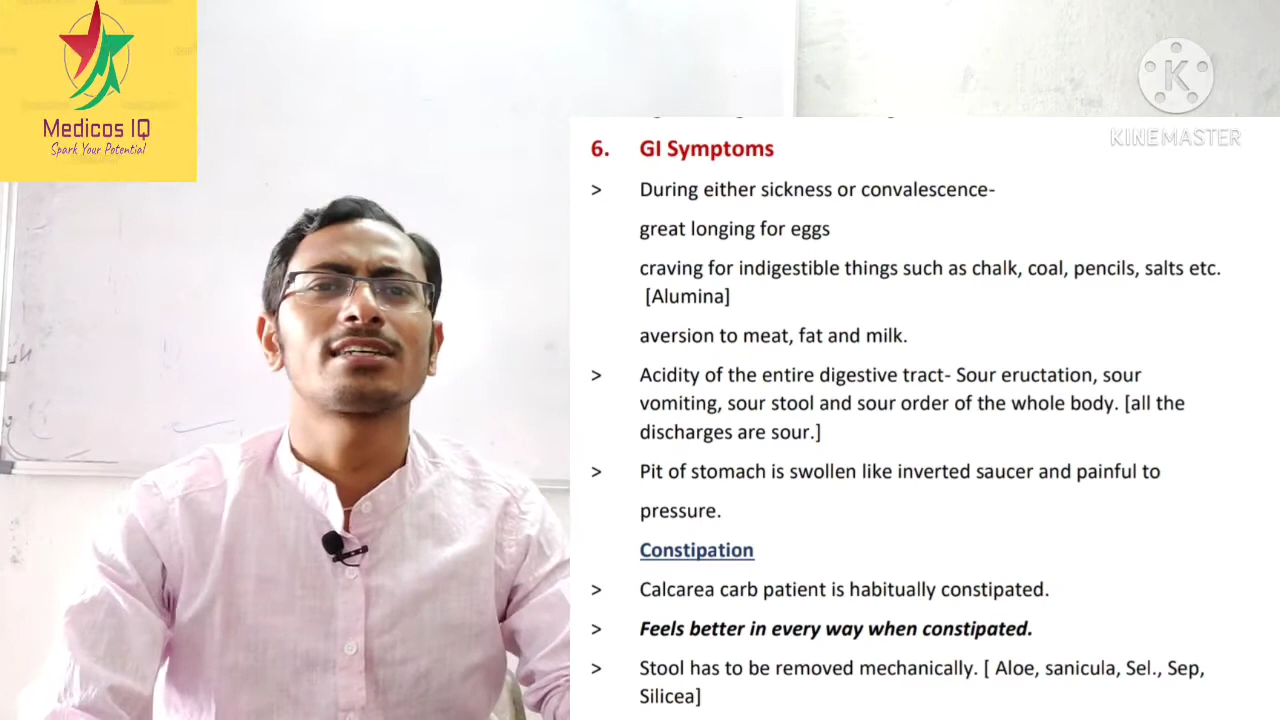 Medicos IQ
Spark Your Potential
K
KINEMASTER
6. GI Symptoms
> During either sickness or convalescence-
great longing for eggs
craving for indigestible things such as chalk, coal, pencils, salts etc.
[Alumina]
aversion to meat, fat and milk.
> Acidity of the entire digestive tract- Sour eructation, sour
vomiting, sour stool and sour order of the whole body. [all the
discharges are sour.]
> Pit of stomach is swollen like inverted saucer and painful to
pressure.
Constipation
> Calcarea carb patient is habitually constipated.
> Feels better in every way when constipated.
> Stool has to be removed mechanically. [ Aloe, sanicula, Sel., Sep,
Silicea]